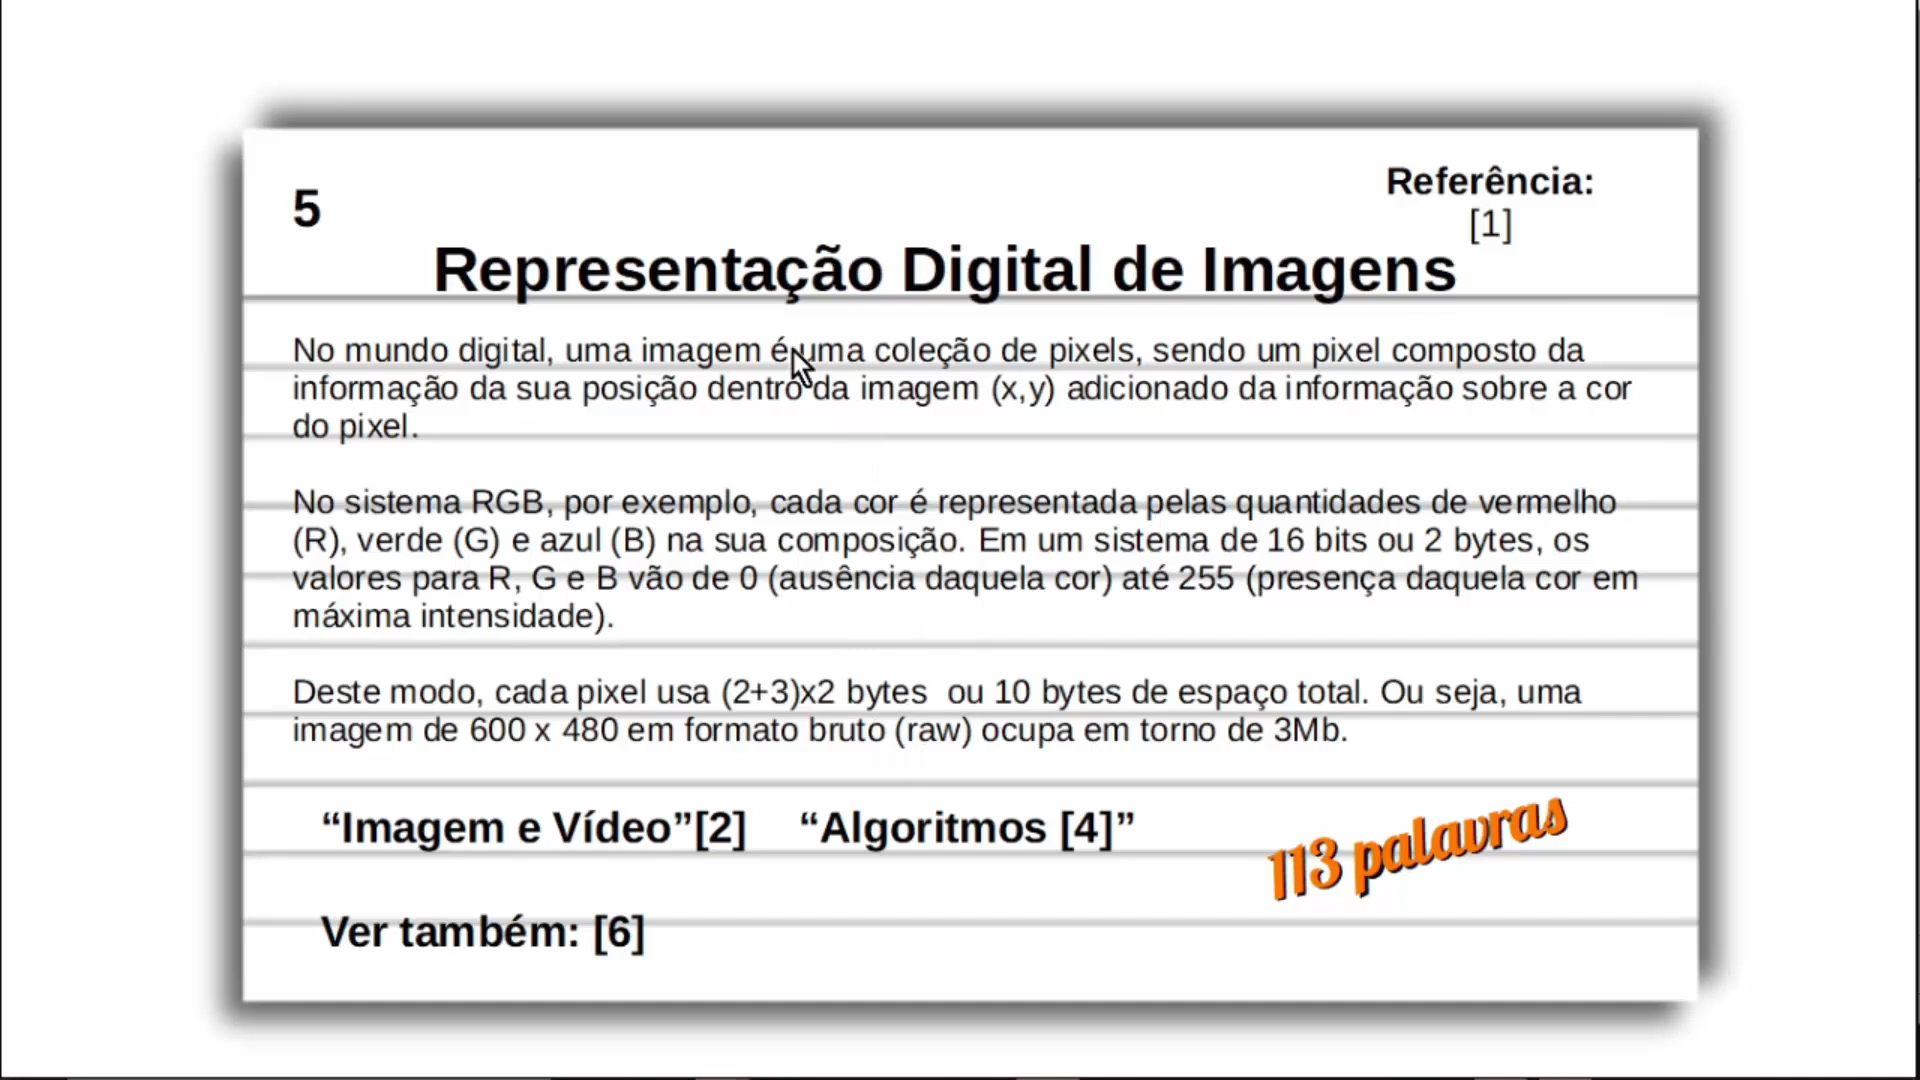 5
Referência:
[1]
Representação Digital de Imagens
No mundo digital, uma imagem é uma coleção de pixels, sendo um pixel composto da
informação da sua posição dentro da imagem (x,y) adicionado da informação sobre a cor
do pixel.
No sistema RGB, por exemplo, cada cor é representada pelas quantidades de vermelho
(R), verde (G) e azul (B) na sua composição. Em um sistema de 16 bits ou 2 bytes, os
valores para R, G e B vão de 0 (ausência daquela cor) até 255 (presença daquela cor em
máxima intensidade).
Deste modo, cada pixel usa (2+3)x2 bytes ou 10 bytes de espaço total. Ou seja, uma
imagem de 600 x 480 em formato bruto (raw) ocupa em torno de 3Mb.
“Imagem e Vídeo”[2] “Algoritmos [4]”
113 palavras
Ver também: [6]